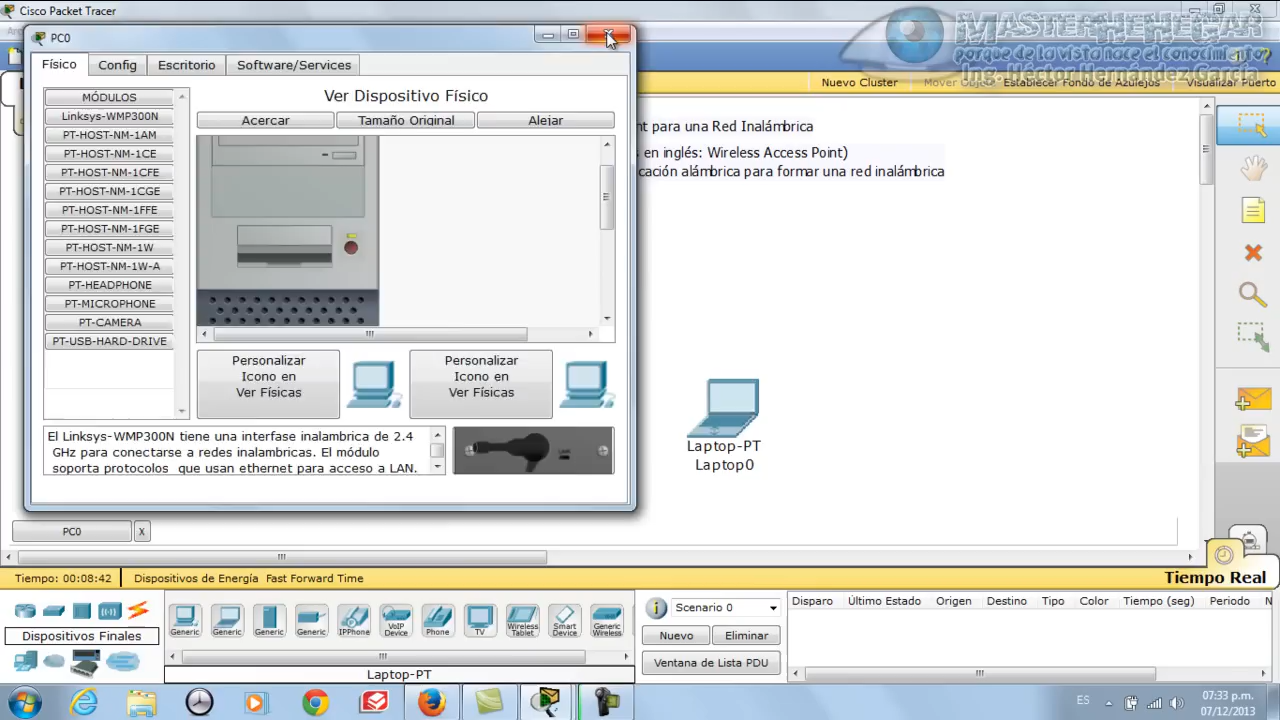 Cisco Packet Tracer
MASTERHEHEGAR
porque de la vista nace el conocimiento
Ing. Héctor Hernández García
PC0
Físico Config Escritorio Software/Services
Nuevo Cluster Mover Objeto Establecer Fondo de Azulejos Visualizar Puerto
MÓDULOS
Linksys-WMP300N
PT-HOST-NM-1AM
PT-HOST-NM-1CE
PT-HOST-NM-1CFE
PT-HOST-NM-1CGE
PT-HOST-NM-1FFE
PT-HOST-NM-1FGE
PT-HOST-NM-1W
PT-HOST-NM-1W-A
PT-HEADPHONE
PT-MICROPHONE
PT-CAMERA
PT-USB-HARD-DRIVE
Ver Dispositivo Físico
Acercar Tamaño Original Alejar
Personalizar
Icono en
Ver Físicas
Personalizar
Icono en
Ver Físicas
El Linksys-WMP300N tiene una interfase inalambrica de 2.4
GHz para conectarse a redes inalambricas. El módulo
soporta protocolos que usan ethernet para acceso a LAN.
nt para una Red Inalámbrica
s en inglés: Wireless Access Point)
cación alámbrica para formar una red inalámbrica
Laptop-PT
Laptop0
PC0 X
Tiempo: 00:08:42 Dispositivos de Energía Fast Forward Time
Tiempo Real
Dispositivos Finales
Generic Generic Generic Generic IPPhone VoIP Device Phone TV Wireless Tablet Smart Device Generic Wireless
Laptop-PT
Scenario 0
Nuevo Eliminar
Ventana de Lista PDU
Disparo Último Estado Origen Destino Tipo Color Tiempo (seg) Periodo N
ES
07:33 p.m.
07/12/2013